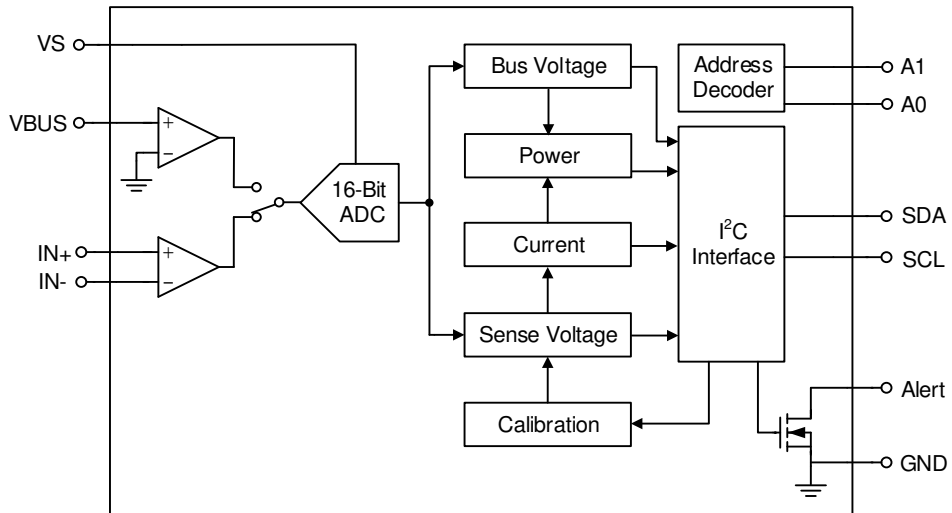 VS
VBUS
+
−
IN+
IN-
+
−
16-Bit
ADC
Bus Voltage
Power
Current
Sense Voltage
Calibration
Address
Decoder
I²C
Interface
A1
A0
SDA
SCL
Alert
GND